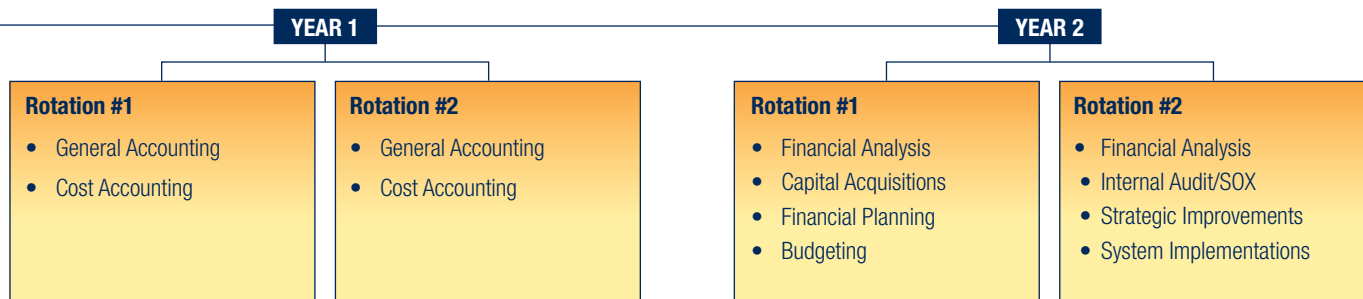 YEAR 1
Rotation #1
• General Accounting
• Cost Accounting
Rotation #2
• General Accounting
• Cost Accounting
YEAR 2
Rotation #1
• Financial Analysis
• Capital Acquisitions
• Financial Planning
• Budgeting
Rotation #2
• Financial Analysis
• Internal Audit/SOX
• Strategic Improvements
• System Implementations